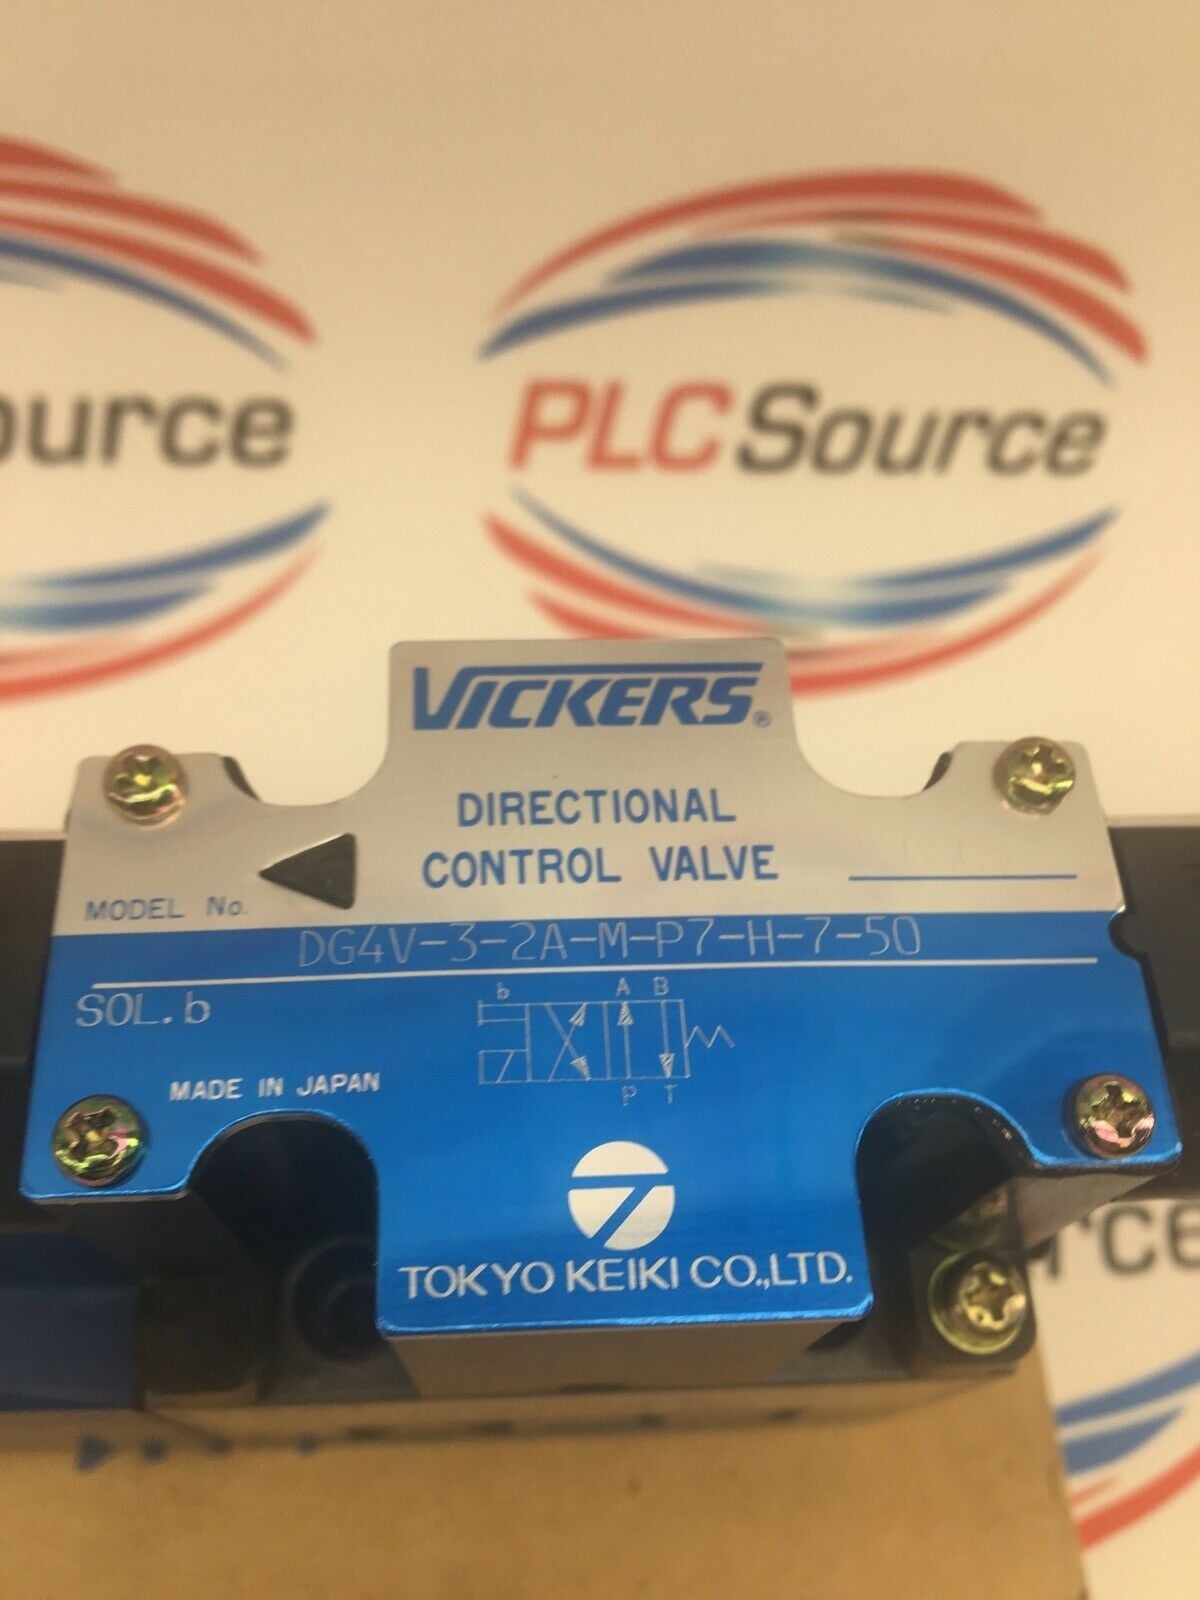 ource
PLCSource
VICKERS®
DIRECTIONAL
CONTROL VALVE
MODEL No.
DG4V-3-2A-M-P7-H-7-50
SOL.b
b A B
P T
MADE IN JAPAN
TOKYO KEIKI CO.,LTD.
rce